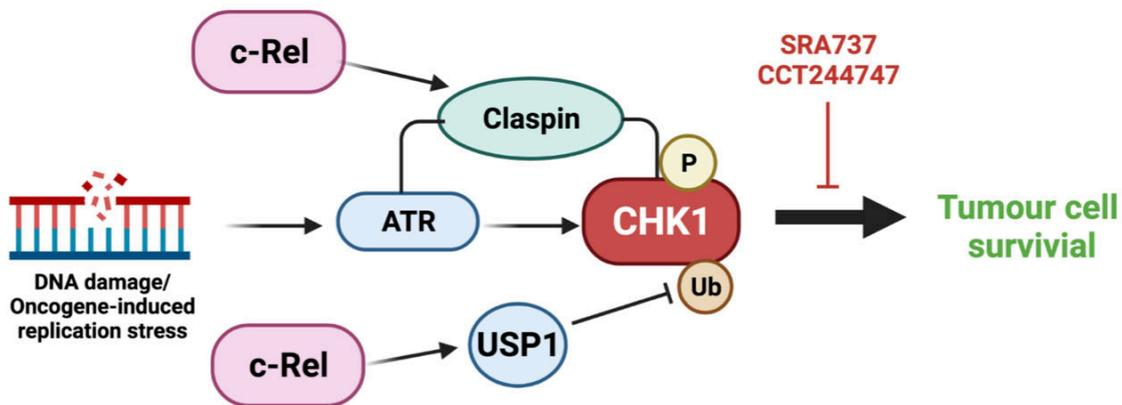 c-Rel
SRA737
CCT244747
Claspin
P
ATR
CHK1
Tumour cell
survivial
DNA damage/
Oncogene-induced
replication stress
Ub
USP1
c-Rel